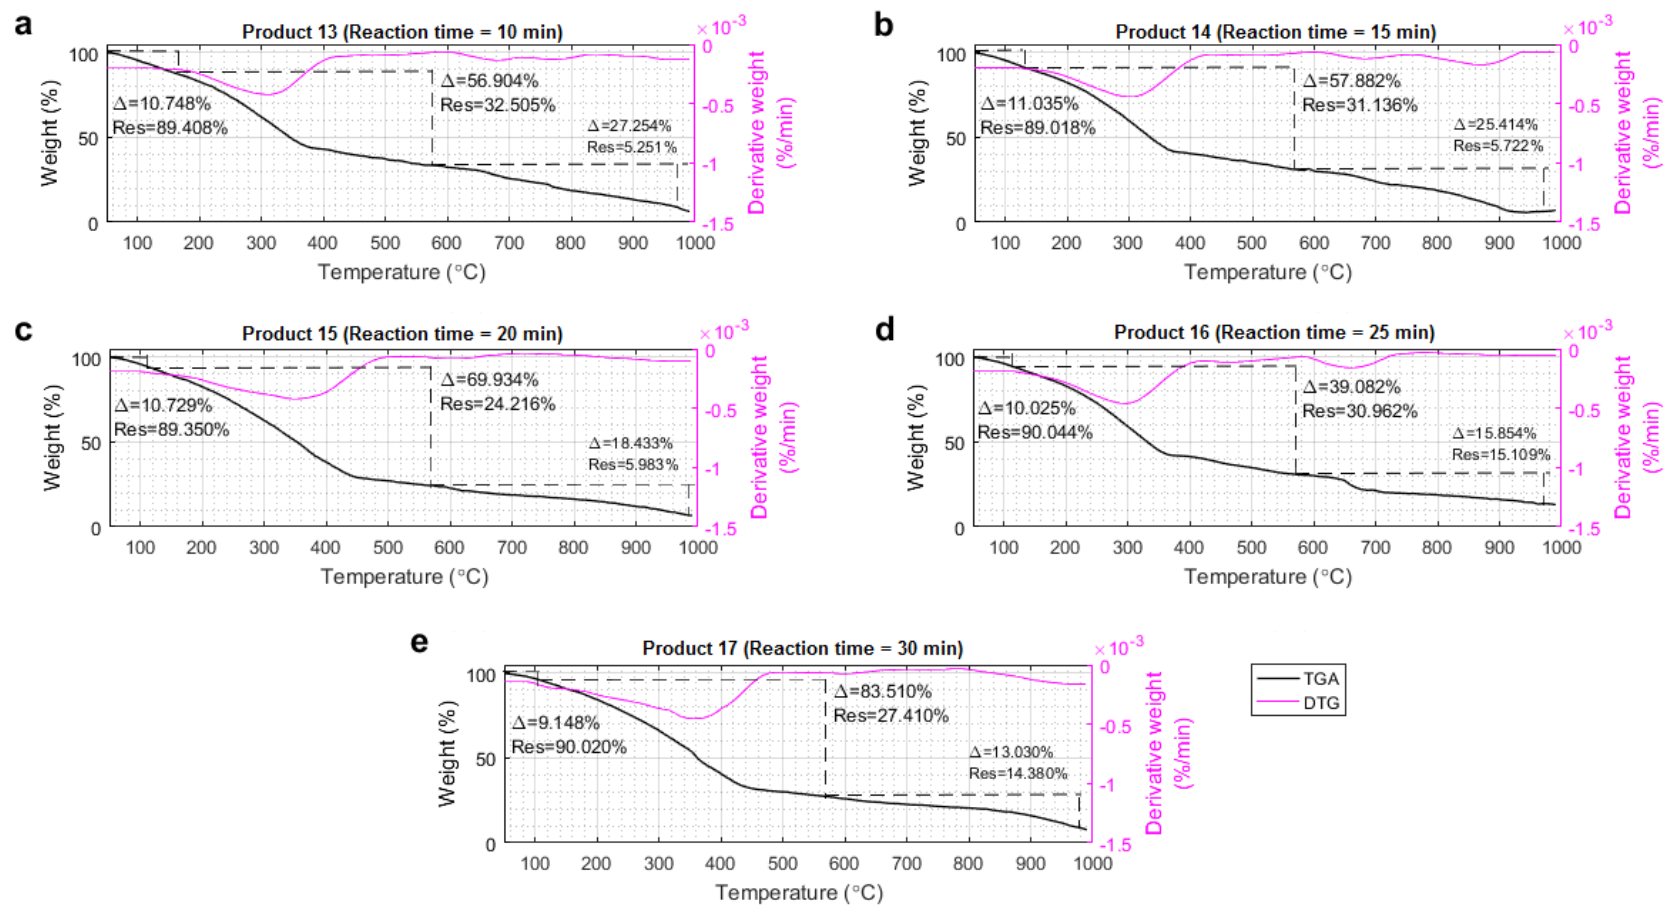 a
Product 13 (Reaction time = 10 min)
×10⁻³
100
50
0
Weight (%)
Δ=10.748%
Res=89.408%
Δ=56.904%
Res=32.505%
Δ=27.254%
Res=5.251%
0
-0.5
-1
-1.5
Derivative weight
(%/min)
100 200 300 400 500 600 700 800 900 1000
Temperature (°C)
b
Product 14 (Reaction time = 15 min)
×10⁻³
100
50
0
Weight (%)
Δ=11.035%
Res=89.018%
Δ=57.882%
Res=31.136%
Δ=25.414%
Res=5.722%
0
-0.5
-1
-1.5
Derivative weight
(%/min)
100 200 300 400 500 600 700 800 900 1000
Temperature (°C)
c
Product 15 (Reaction time = 20 min)
×10⁻³
100
50
0
Weight (%)
Δ=10.729%
Res=89.350%
Δ=69.934%
Res=24.216%
Δ=18.433%
Res=5.983%
0
-0.5
-1
-1.5
Derivative weight
(%/min)
100 200 300 400 500 600 700 800 900 1000
Temperature (°C)
d
Product 16 (Reaction time = 25 min)
×10⁻³
100
50
0
Weight (%)
Δ=10.025%
Res=90.044%
Δ=39.082%
Res=30.962%
Δ=15.854%
Res=15.109%
0
-0.5
-1
-1.5
Derivative weight
(%/min)
100 200 300 400 500 600 700 800 900 1000
Temperature (°C)
e
Product 17 (Reaction time = 30 min)
×10⁻³
100
50
0
Weight (%)
Δ=9.148%
Res=90.020%
Δ=83.510%
Res=27.410%
Δ=13.030%
Res=14.380%
0
-0.5
-1
-1.5
Derivative weight
(%/min)
100 200 300 400 500 600 700 800 900 1000
Temperature (°C)
TGA
DTG